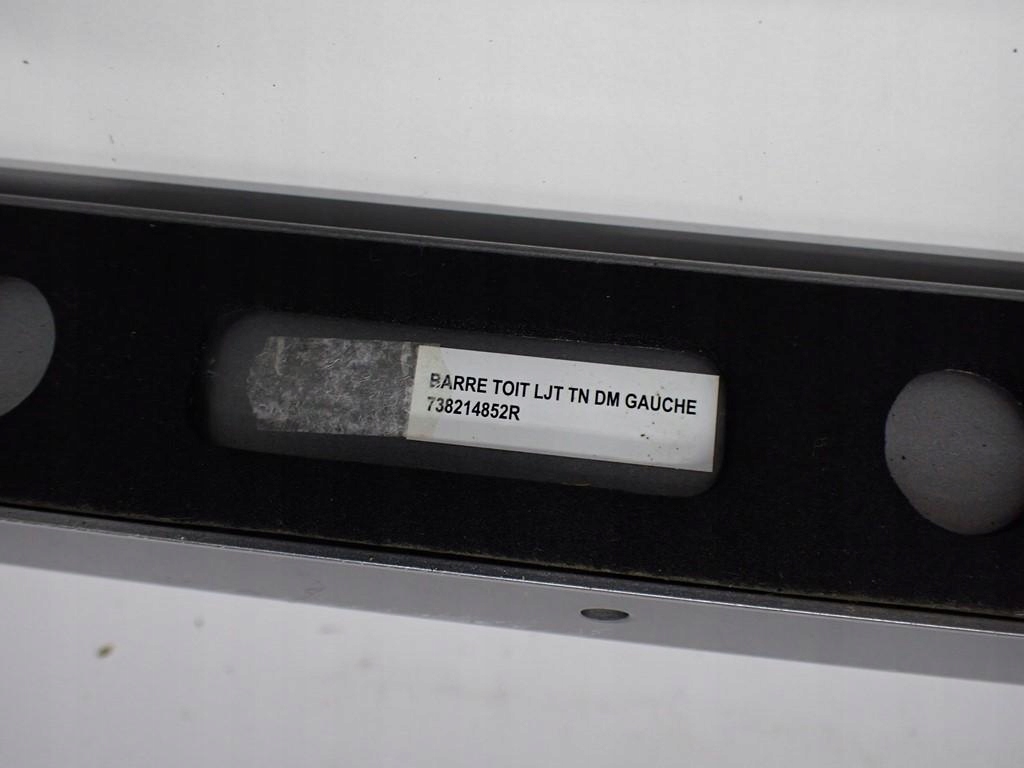 BARRE TOIT LJT TN DM GAUCHE
738214852R